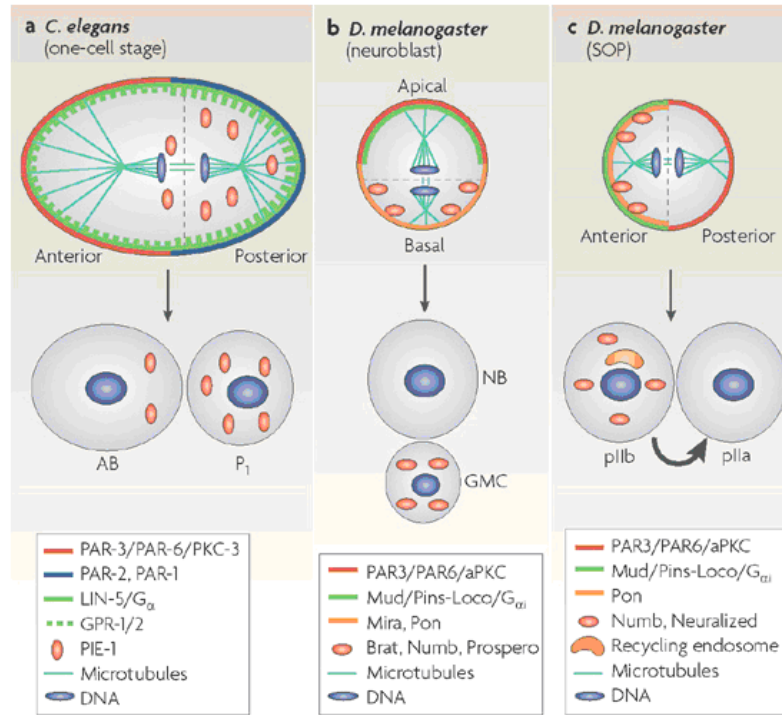 a C. elegans
(one-cell stage)
Anterior
Posterior
AB
P1
PAR-3/PAR-6/PKC-3
PAR-2, PAR-1
LIN-5/Gα
GPR-1/2
PIE-1
Microtubules
DNA
b D. melanogaster
(neuroblast)
Apical
Basal
NB
GMC
PAR3/PAR6/aPKC
Mud/Pins-Loco/Gαi
Mira, Pon
Brat, Numb, Prospero
Microtubules
DNA
c D. melanogaster
(SOP)
Anterior
Posterior
pIIb
pIIa
PAR3/PAR6/aPKC
Mud/Pins-Loco/Gαi
Pon
Numb, Neuralized
Recycling endosome
Microtubules
DNA